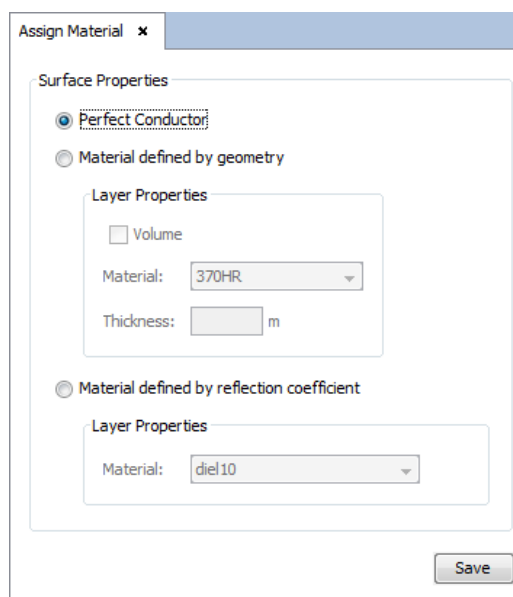 Assign Material ×
Surface Properties
Perfect Conductor
Material defined by geometry
Layer Properties
Volume
Material: 370HR
Thickness: m
Material defined by reflection coefficient
Layer Properties
Material: diel10
Save